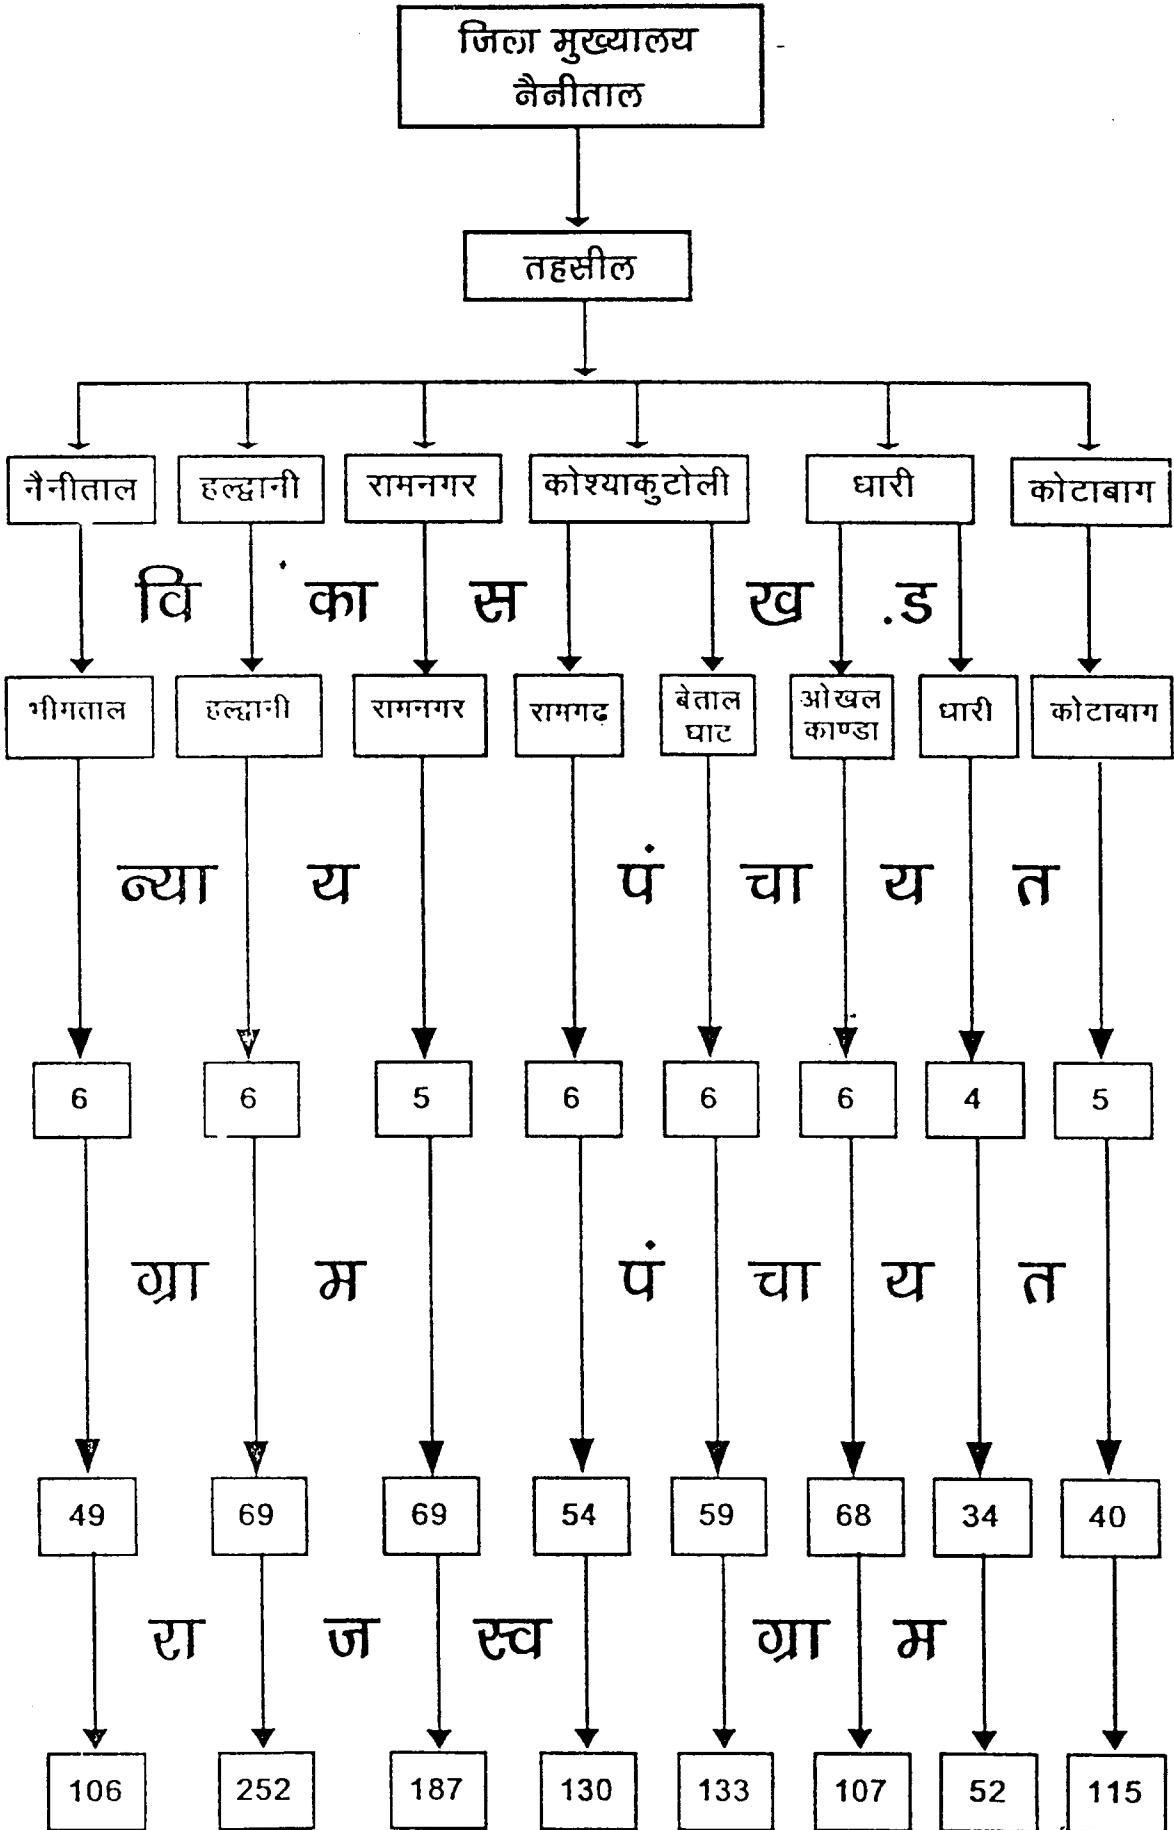 जिला मुख्यालय
नैनीताल
तहसील
नैनीताल हल्द्वानी रामनगर कोश्याकुटोली धारी कोटाबाग
वि का स ख .ड
भीमताल हल्द्वानी रामनगर रामगढ़ बेताल घाट ओखल काण्डा धारी कोटाबाग
न्या य पं चा य त
6 6 5 6 6 6 4 5
ग्रा म पं चा य त
49 69 69 54 59 68 34 40
रा ज स्व ग्रा म
106 252 187 130 133 107 52 115